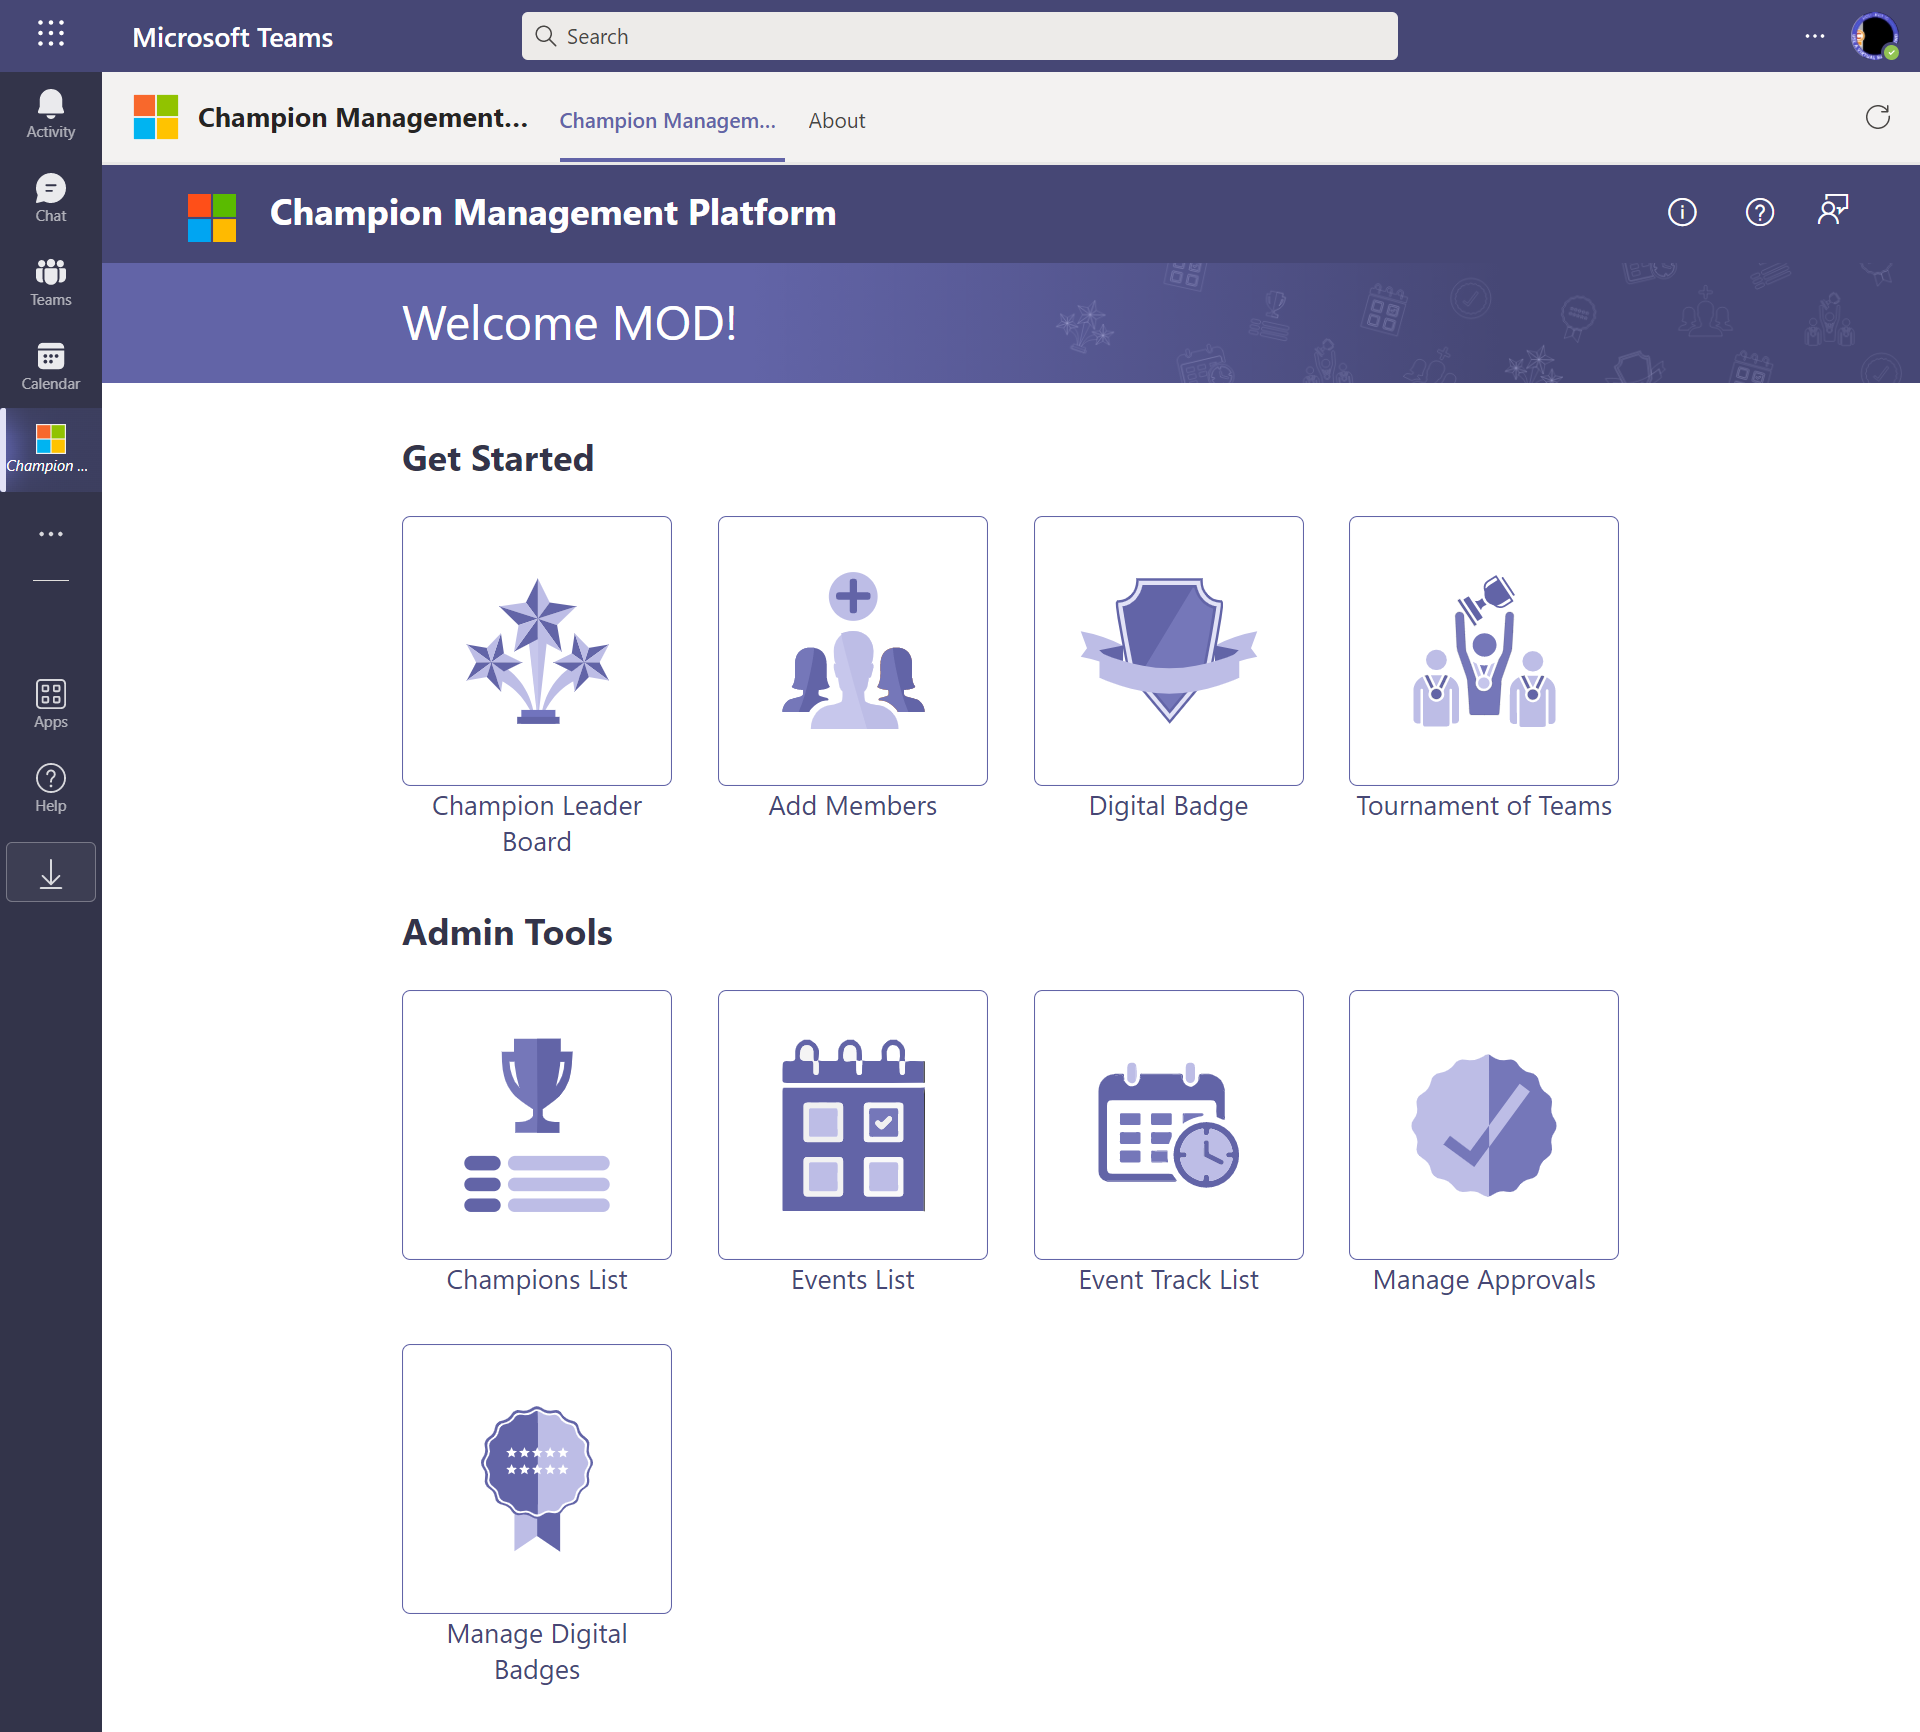 Microsoft Teams
Search
Activity
Chat
Teams
Calendar
Champion ...
Apps
Help
Champion Management...
Champion Managem...
About
Champion Management Platform
Welcome MOD!
Get Started
Champion Leader
Board
Add Members
Digital Badge
Tournament of Teams
Admin Tools
Champions List
Events List
Event Track List
Manage Approvals
Manage Digital
Badges